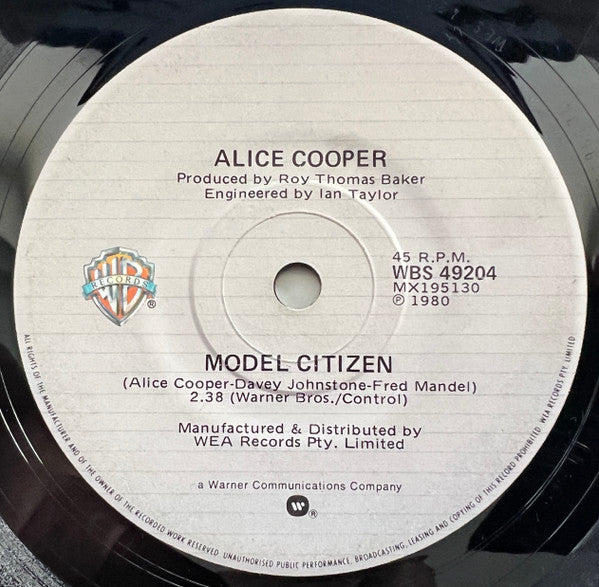 ALICE COOPER
Produced by Roy Thomas Baker
Engineered by Ian Taylor
WB
RECORDS
®
45 R.P.M.
WBS 49204
MX195130
℗ 1980
MODEL CITIZEN
(Alice Cooper-Davey Johnstone-Fred Mandel)
2.38 (Warner Bros./Control)
Manufactured & Distributed by
WEA Records Pty. Limited
a Warner Communications Company
®
ALL RIGHTS OF THE MANUFACTURER AND OF THE OWNER OF THE RECORDED WORK RESERVED. UNAUTHORISED PUBLIC PERFORMANCE, BROADCASTING, LEASING AND COPYING OF THIS RECORD PROHIBITED. WEA RECORDS PTY. LIMITED